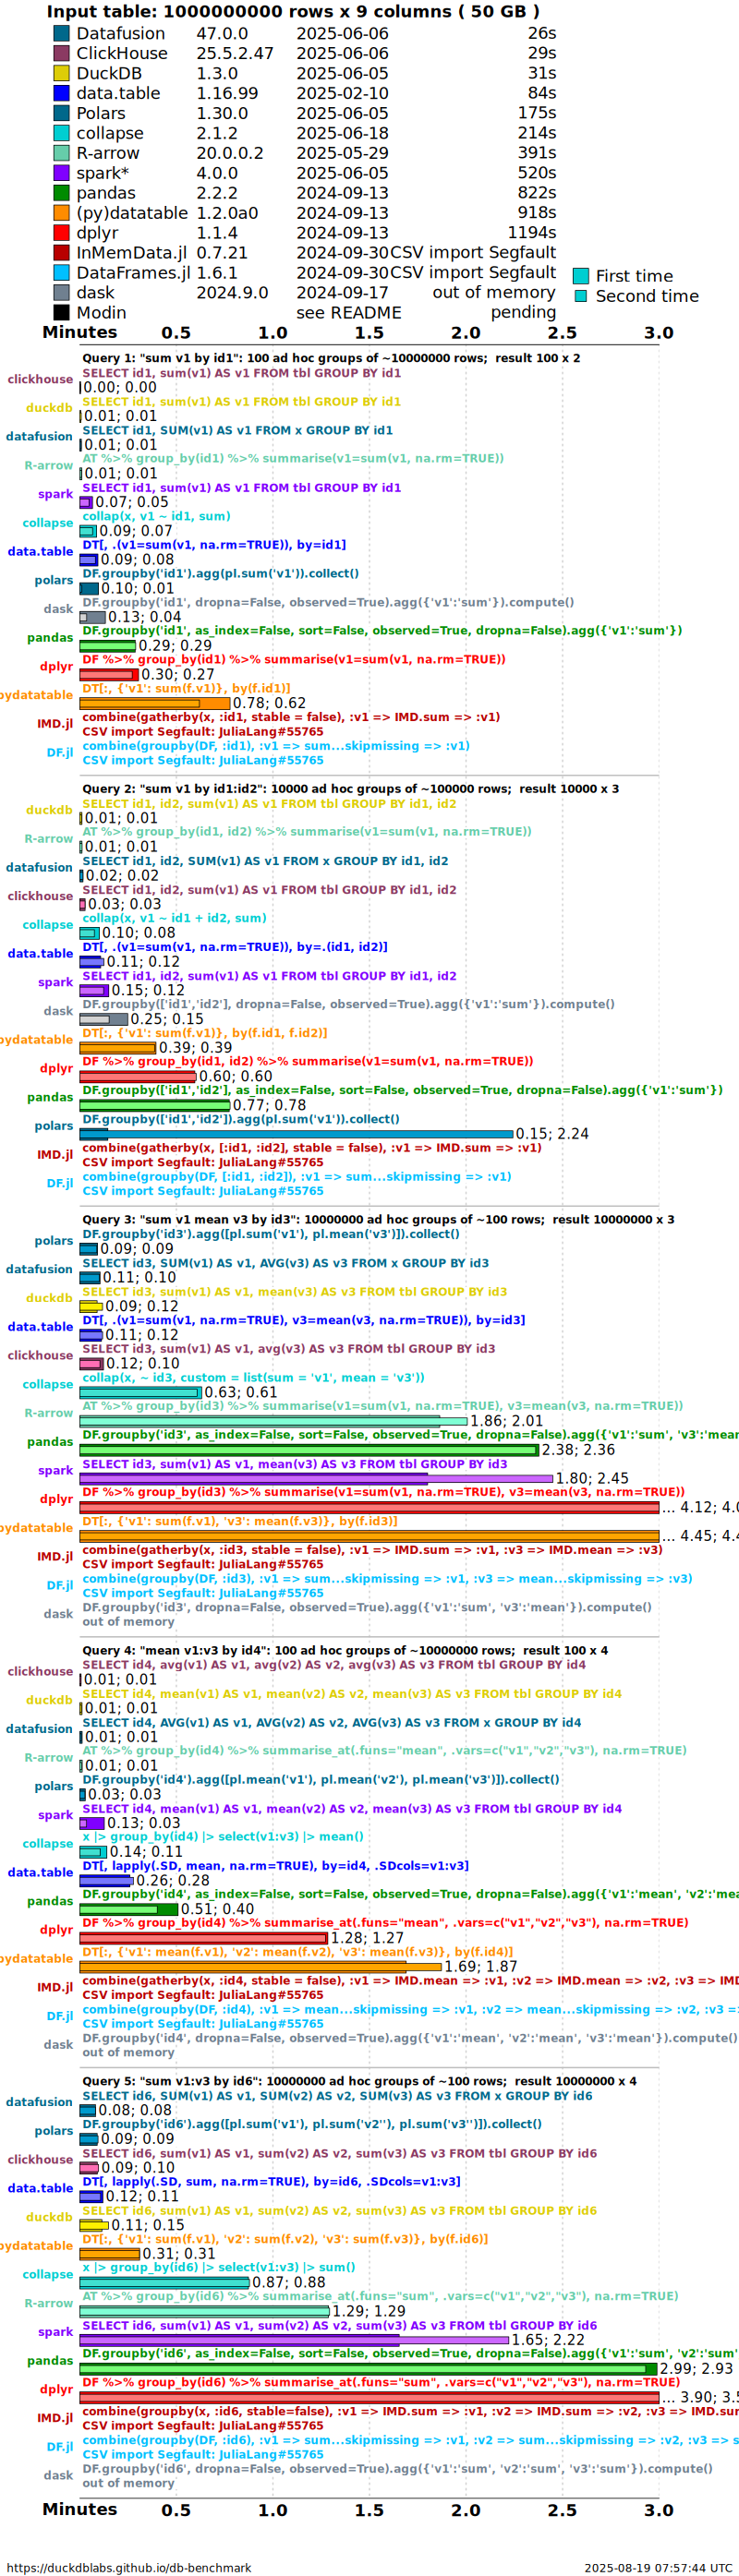 Input table: 1000000000 rows x 9 columns ( 50 GB )
Datafusion 47.0.0 2025-06-06 26s
ClickHouse 25.5.2.47 2025-06-06 29s
DuckDB 1.3.0 2025-06-05 31s
data.table 1.16.99 2025-02-10 84s
Polars 1.30.0 2025-06-05 175s
collapse 2.1.2 2025-06-18 214s
R-arrow 20.0.0.2 2025-05-29 391s
spark* 4.0.0 2025-06-05 520s
pandas 2.2.2 2024-09-13 822s
(py)datatable 1.2.0a0 2024-09-13 918s
dplyr 1.1.4 2024-09-13 1194s
InMemData.jl 0.7.21 2024-09-30 CSV import Segfault
DataFrames.jl 1.6.1 2024-09-30 CSV import Segfault
dask 2024.9.0 2024-09-17 out of memory
Modin see README pending
First time
Second time
Minutes 0.5 1.0 1.5 2.0 2.5 3.0
Query 1: "sum v1 by id1": 100 ad hoc groups of ~10000000 rows; result 100 x 2
clickhouse SELECT id1, sum(v1) AS v1 FROM tbl GROUP BY id1
0.00; 0.00
duckdb SELECT id1, sum(v1) AS v1 FROM tbl GROUP BY id1
0.01; 0.01
datafusion SELECT id1, SUM(v1) AS v1 FROM x GROUP BY id1
0.01; 0.01
R-arrow AT %>% group_by(id1) %>% summarise(v1=sum(v1, na.rm=TRUE))
0.01; 0.01
spark SELECT id1, sum(v1) AS v1 FROM tbl GROUP BY id1
0.07; 0.05
collapse collap(x, v1 ~ id1, sum)
0.09; 0.07
data.table DT[, .(v1=sum(v1, na.rm=TRUE)), by=id1]
0.09; 0.08
polars DF.groupby('id1').agg(pl.sum('v1')).collect()
0.10; 0.01
dask DF.groupby('id1', dropna=False, observed=True).agg({'v1':'sum'}).compute()
0.13; 0.04
pandas DF.groupby('id1', as_index=False, sort=False, observed=True, dropna=False).agg({'v1':'sum'})
0.29; 0.29
dplyr DF %>% group_by(id1) %>% summarise(v1=sum(v1, na.rm=TRUE))
0.30; 0.27
pydatatable DT[:, {'v1': sum(f.v1)}, by(f.id1)]
0.78; 0.62
IMD.jl combine(gatherby(x, :id1, stable = false), :v1 => IMD.sum => :v1)
CSV import Segfault: JuliaLang#55765
DF.jl combine(groupby(DF, :id1), :v1 => sum...skipmissing => :v1)
CSV import Segfault: JuliaLang#55765
Query 2: "sum v1 by id1:id2": 10000 ad hoc groups of ~100000 rows; result 10000 x 3
duckdb SELECT id1, id2, sum(v1) AS v1 FROM tbl GROUP BY id1, id2
0.01; 0.01
R-arrow AT %>% group_by(id1, id2) %>% summarise(v1=sum(v1, na.rm=TRUE))
0.01; 0.01
datafusion SELECT id1, id2, SUM(v1) AS v1 FROM x GROUP BY id1, id2
0.02; 0.02
clickhouse SELECT id1, id2, sum(v1) AS v1 FROM tbl GROUP BY id1, id2
0.03; 0.03
collapse collap(x, v1 ~ id1 + id2, sum)
0.10; 0.08
data.table DT[, .(v1=sum(v1, na.rm=TRUE)), by=.(id1, id2)]
0.11; 0.12
spark SELECT id1, id2, sum(v1) AS v1 FROM tbl GROUP BY id1, id2
0.15; 0.12
dask DF.groupby(['id1','id2'], dropna=False, observed=True).agg({'v1':'sum'}).compute()
0.25; 0.15
pydatatable DT[:, {'v1': sum(f.v1)}, by(f.id1, f.id2)]
0.39; 0.39
dplyr DF %>% group_by(id1, id2) %>% summarise(v1=sum(v1, na.rm=TRUE))
0.60; 0.60
pandas DF.groupby(['id1','id2'], as_index=False, sort=False, observed=True, dropna=False).agg({'v1':'sum'})
0.77; 0.78
polars DF.groupby(['id1','id2']).agg(pl.sum('v1')).collect()
0.15; 2.24
IMD.jl combine(gatherby(x, [:id1, :id2], stable = false), :v1 => IMD.sum => :v1)
CSV import Segfault: JuliaLang#55765
DF.jl combine(groupby(DF, [:id1, :id2]), :v1 => sum...skipmissing => :v1)
CSV import Segfault: JuliaLang#55765
Query 3: "sum v1 mean v3 by id3": 10000000 ad hoc groups of ~100 rows; result 10000000 x 3
polars DF.groupby('id3').agg([pl.sum('v1'), pl.mean('v3')]).collect()
0.09; 0.09
datafusion SELECT id3, SUM(v1) AS v1, AVG(v3) AS v3 FROM x GROUP BY id3
0.11; 0.10
duckdb SELECT id3, sum(v1) AS v1, mean(v3) AS v3 FROM tbl GROUP BY id3
0.09; 0.12
data.table DT[, .(v1=sum(v1, na.rm=TRUE), v3=mean(v3, na.rm=TRUE)), by=id3]
0.11; 0.12
clickhouse SELECT id3, sum(v1) AS v1, avg(v3) AS v3 FROM tbl GROUP BY id3
0.12; 0.10
collapse collap(x, ~ id3, custom = list(sum = 'v1', mean = 'v3'))
0.63; 0.61
R-arrow AT %>% group_by(id3) %>% summarise(v1=sum(v1, na.rm=TRUE), v3=mean(v3, na.rm=TRUE))
1.86; 2.01
pandas DF.groupby('id3', as_index=False, sort=False, observed=True, dropna=False).agg({'v1':'sum', 'v3':'mean
2.38; 2.36
spark SELECT id3, sum(v1) AS v1, mean(v3) AS v3 FROM tbl GROUP BY id3
1.80; 2.45
dplyr DF %>% group_by(id3) %>% summarise(v1=sum(v1, na.rm=TRUE), v3=mean(v3, na.rm=TRUE))
... 4.12; 4.0
pydatatable DT[:, {'v1': sum(f.v1), 'v3': mean(f.v3)}, by(f.id3)]
... 4.45; 4.4
IMD.jl combine(gatherby(x, :id3, stable = false), :v1 => IMD.sum => :v1, :v3 => IMD.mean => :v3)
CSV import Segfault: JuliaLang#55765
DF.jl combine(groupby(DF, :id3), :v1 => sum...skipmissing => :v1, :v3 => mean...skipmissing => :v3)
CSV import Segfault: JuliaLang#55765
dask DF.groupby('id3', dropna=False, observed=True).agg({'v1':'sum', 'v3':'mean'}).compute()
out of memory
Query 4: "mean v1:v3 by id4": 100 ad hoc groups of ~10000000 rows; result 100 x 4
clickhouse SELECT id4, avg(v1) AS v1, avg(v2) AS v2, avg(v3) AS v3 FROM tbl GROUP BY id4
0.01; 0.01
duckdb SELECT id4, mean(v1) AS v1, mean(v2) AS v2, mean(v3) AS v3 FROM tbl GROUP BY id4
0.01; 0.01
datafusion SELECT id4, AVG(v1) AS v1, AVG(v2) AS v2, AVG(v3) AS v3 FROM x GROUP BY id4
0.01; 0.01
R-arrow AT %>% group_by(id4) %>% summarise_at(.funs="mean", .vars=c("v1","v2","v3"), na.rm=TRUE)
0.01; 0.01
polars DF.groupby('id4').agg([pl.mean('v1'), pl.mean('v2'), pl.mean('v3')]).collect()
0.03; 0.03
spark SELECT id4, mean(v1) AS v1, mean(v2) AS v2, mean(v3) AS v3 FROM tbl GROUP BY id4
0.13; 0.03
collapse x |> group_by(id4) |> select(v1:v3) |> mean()
0.14; 0.11
data.table DT[, lapply(.SD, mean, na.rm=TRUE), by=id4, .SDcols=v1:v3]
0.26; 0.28
pandas DF.groupby('id4', as_index=False, sort=False, observed=True, dropna=False).agg({'v1':'mean', 'v2':'mea
0.51; 0.40
dplyr DF %>% group_by(id4) %>% summarise_at(.funs="mean", .vars=c("v1","v2","v3"), na.rm=TRUE)
1.28; 1.27
pydatatable DT[:, {'v1': mean(f.v1), 'v2': mean(f.v2), 'v3': mean(f.v3)}, by(f.id4)]
1.69; 1.87
IMD.jl combine(gatherby(x, :id4, stable = false), :v1 => IMD.mean => :v1, :v2 => IMD.mean => :v2, :v3 => IMD
CSV import Segfault: JuliaLang#55765
DF.jl combine(groupby(DF, :id4), :v1 => mean...skipmissing => :v1, :v2 => mean...skipmissing => :v2, :v3 =
CSV import Segfault: JuliaLang#55765
dask DF.groupby('id4', dropna=False, observed=True).agg({'v1':'mean', 'v2':'mean', 'v3':'mean'}).compute()
out of memory
Query 5: "sum v1:v3 by id6": 10000000 ad hoc groups of ~100 rows; result 10000000 x 4
datafusion SELECT id6, SUM(v1) AS v1, SUM(v2) AS v2, SUM(v3) AS v3 FROM x GROUP BY id6
0.08; 0.08
polars DF.groupby('id6').agg([pl.sum('v1'), pl.sum('v2''), pl.sum('v3'')]).collect()
0.09; 0.09
clickhouse SELECT id6, sum(v1) AS v1, sum(v2) AS v2, sum(v3) AS v3 FROM tbl GROUP BY id6
0.09; 0.10
data.table DT[, lapply(.SD, sum, na.rm=TRUE), by=id6, .SDcols=v1:v3]
0.12; 0.11
duckdb SELECT id6, sum(v1) AS v1, sum(v2) AS v2, sum(v3) AS v3 FROM tbl GROUP BY id6
0.11; 0.15
pydatatable DT[:, {'v1': sum(f.v1), 'v2': sum(f.v2), 'v3': sum(f.v3)}, by(f.id6)]
0.31; 0.31
collapse x |> group_by(id6) |> select(v1:v3) |> sum()
0.87; 0.88
R-arrow AT %>% group_by(id6) %>% summarise_at(.funs="sum", .vars=c("v1","v2","v3"), na.rm=TRUE)
1.29; 1.29
spark SELECT id6, sum(v1) AS v1, sum(v2) AS v2, sum(v3) AS v3 FROM tbl GROUP BY id6
1.65; 2.22
pandas DF.groupby('id6', as_index=False, sort=False, observed=True, dropna=False).agg({'v1':'sum', 'v2':'sum'
2.99; 2.93
dplyr DF %>% group_by(id6) %>% summarise_at(.funs="sum", .vars=c("v1","v2","v3"), na.rm=TRUE)
... 3.90; 3.5
IMD.jl combine(groupby(x, :id6, stable=false), :v1 => IMD.sum => :v1, :v2 => IMD.sum => :v2, :v3 => IMD.sum
CSV import Segfault: JuliaLang#55765
DF.jl combine(groupby(DF, :id6), :v1 => sum...skipmissing => :v1, :v2 => sum...skipmissing => :v2, :v3 => s
CSV import Segfault: JuliaLang#55765
dask DF.groupby('id6', dropna=False, observed=True).agg({'v1':'sum', 'v2':'sum', 'v3':'sum'}).compute()
out of memory
Minutes 0.5 1.0 1.5 2.0 2.5 3.0
https://duckdblabs.github.io/db-benchmark 2025-08-19 07:57:44 UTC